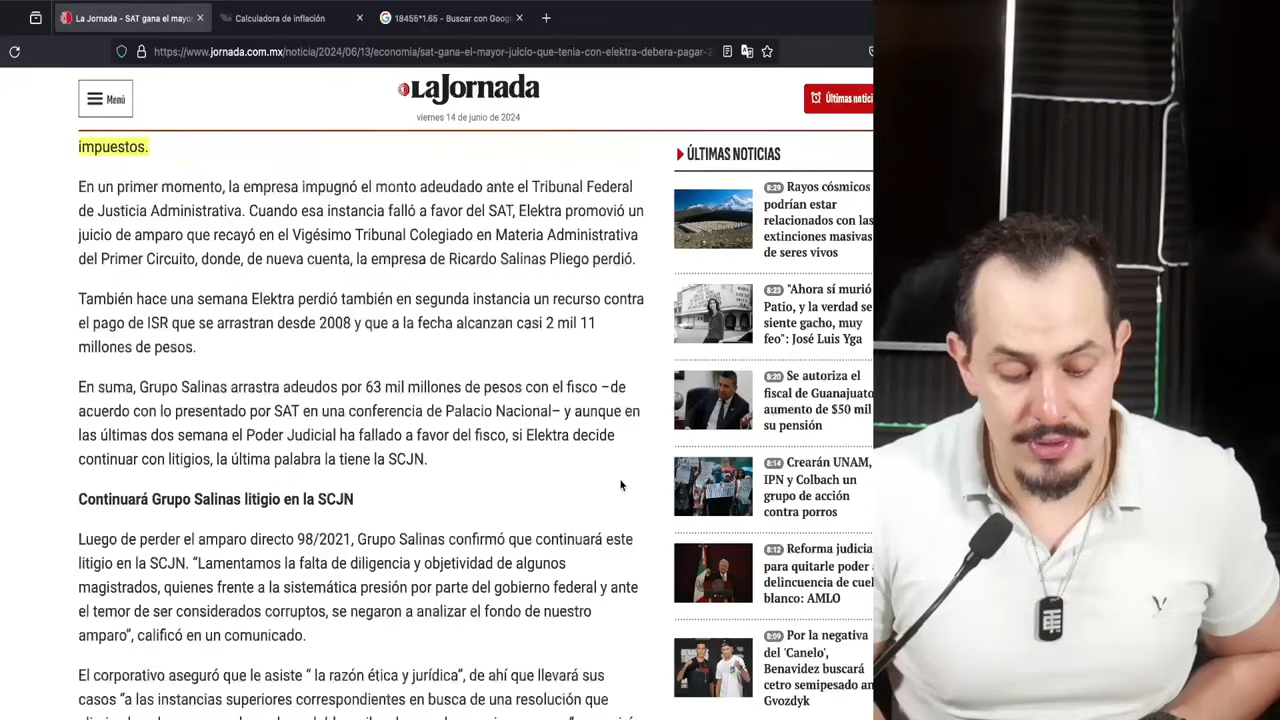 La Jornada - SAT gana el mayo
Calculadora de inflación
18455*1.65 - Buscar con Goog
https://www.jornada.com.mx/noticia/2024/06/13/economia/sat-gana-el-mayor-juicio-que-tenia-con-elektra-debera-pagar-2
Menú
LaJornada
Últimas notici
viernes 14 de junio de 2024
impuestos.
En un primer momento, la empresa impugnó el monto adeudado ante el Tribunal Federal
de Justicia Administrativa. Cuando esa instancia falló a favor del SAT, Elektra promovió un
juicio de amparo que recayó en el Vigésimo Tribunal Colegiado en Materia Administrativa
del Primer Circuito, donde, de nueva cuenta, la empresa de Ricardo Salinas Pliego perdió.
También hace una semana Elektra perdió también en segunda instancia un recurso contra
el pago de ISR que se arrastran desde 2008 y que a la fecha alcanzan casi 2 mil 11
millones de pesos.
En suma, Grupo Salinas arrastra adeudos por 63 mil millones de pesos con el fisco –de
acuerdo con lo presentado por SAT en una conferencia de Palacio Nacional– y aunque en
las últimas dos semana el Poder Judicial ha fallado a favor del fisco, si Elektra decide
continuar con litigios, la última palabra la tiene la SCJN.
Continuará Grupo Salinas litigio en la SCJN
Luego de perder el amparo directo 98/2021, Grupo Salinas confirmó que continuará este
litigio en la SCJN. “Lamentamos la falta de diligencia y objetividad de algunos
magistrados, quienes frente a la sistemática presión por parte del gobierno federal y ante
el temor de ser considerados corruptos, se negaron a analizar el fondo de nuestro
amparo”, calificó en un comunicado.
El corporativo aseguró que le asiste “ la razón ética y jurídica”, de ahí que llevará sus
casos “a las instancias superiores correspondientes en busca de una resolución que
ÚLTIMAS NOTICIAS
8:29 Rayos cósmicos
podrían estar
relacionados con las
extinciones masivas
de seres vivos
8:23 "Ahora sí murió
Patio, y la verdad se
siente gacho, muy
feo": José Luis Yga
8:20 Se autoriza el
fiscal de Guanajuato
aumento de $50 mil
su pensión
8:14 Crearán UNAM,
IPN y Colbach un
grupo de acción
contra porros
8:12 Reforma judicia
para quitarle poder
delincuencia de cuel
blanco: AMLO
8:09 Por la negativa
del 'Canelo',
Benavidez buscará
cetro semipesado an
Gvozdyk